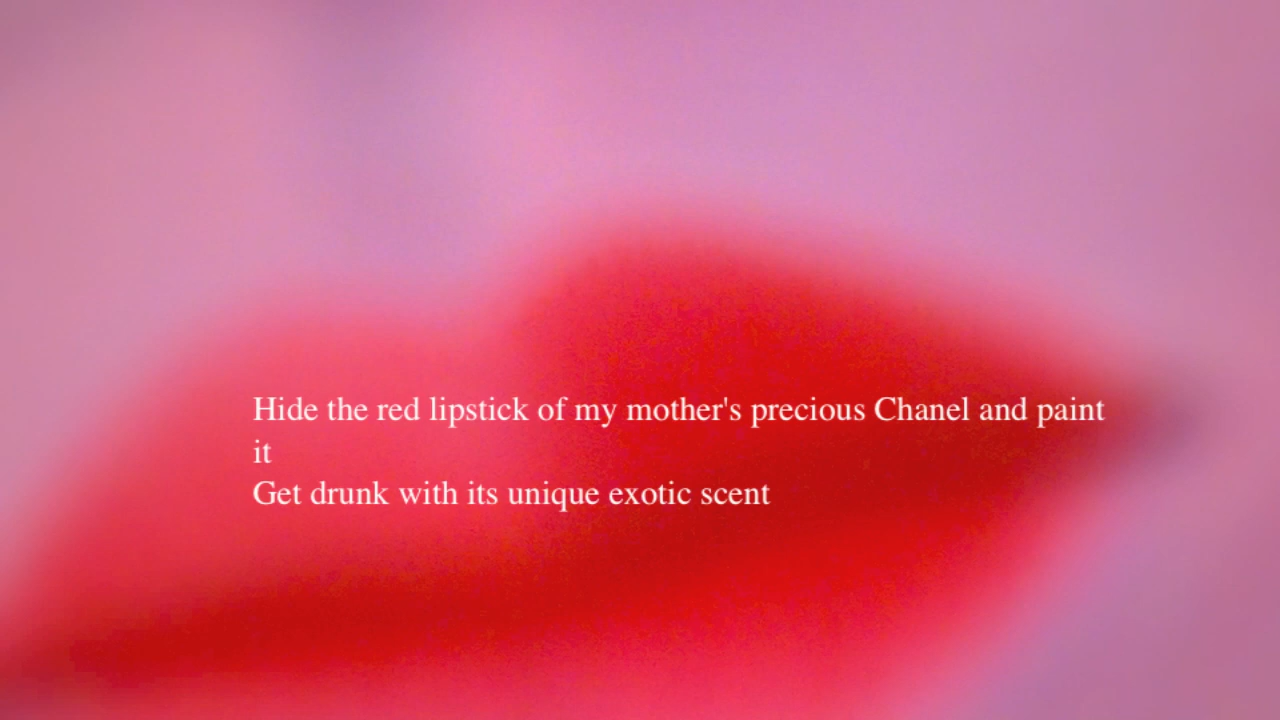 Hide the red lipstick of my mother's precious Chanel and paint
it
Get drunk with its unique exotic scent